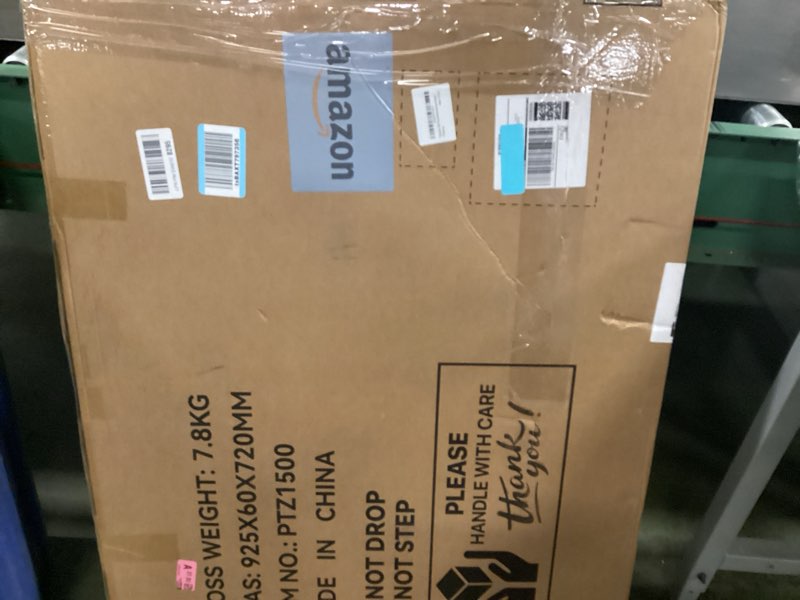 amazon
OSS WEIGHT: 7.8KG
AS: 925X60X720MM
M NO.: PTZ1500
DE IN CHINA
NOT DROP
NOT STEP
PLEASE
HANDLE WITH CARE
thank
you!